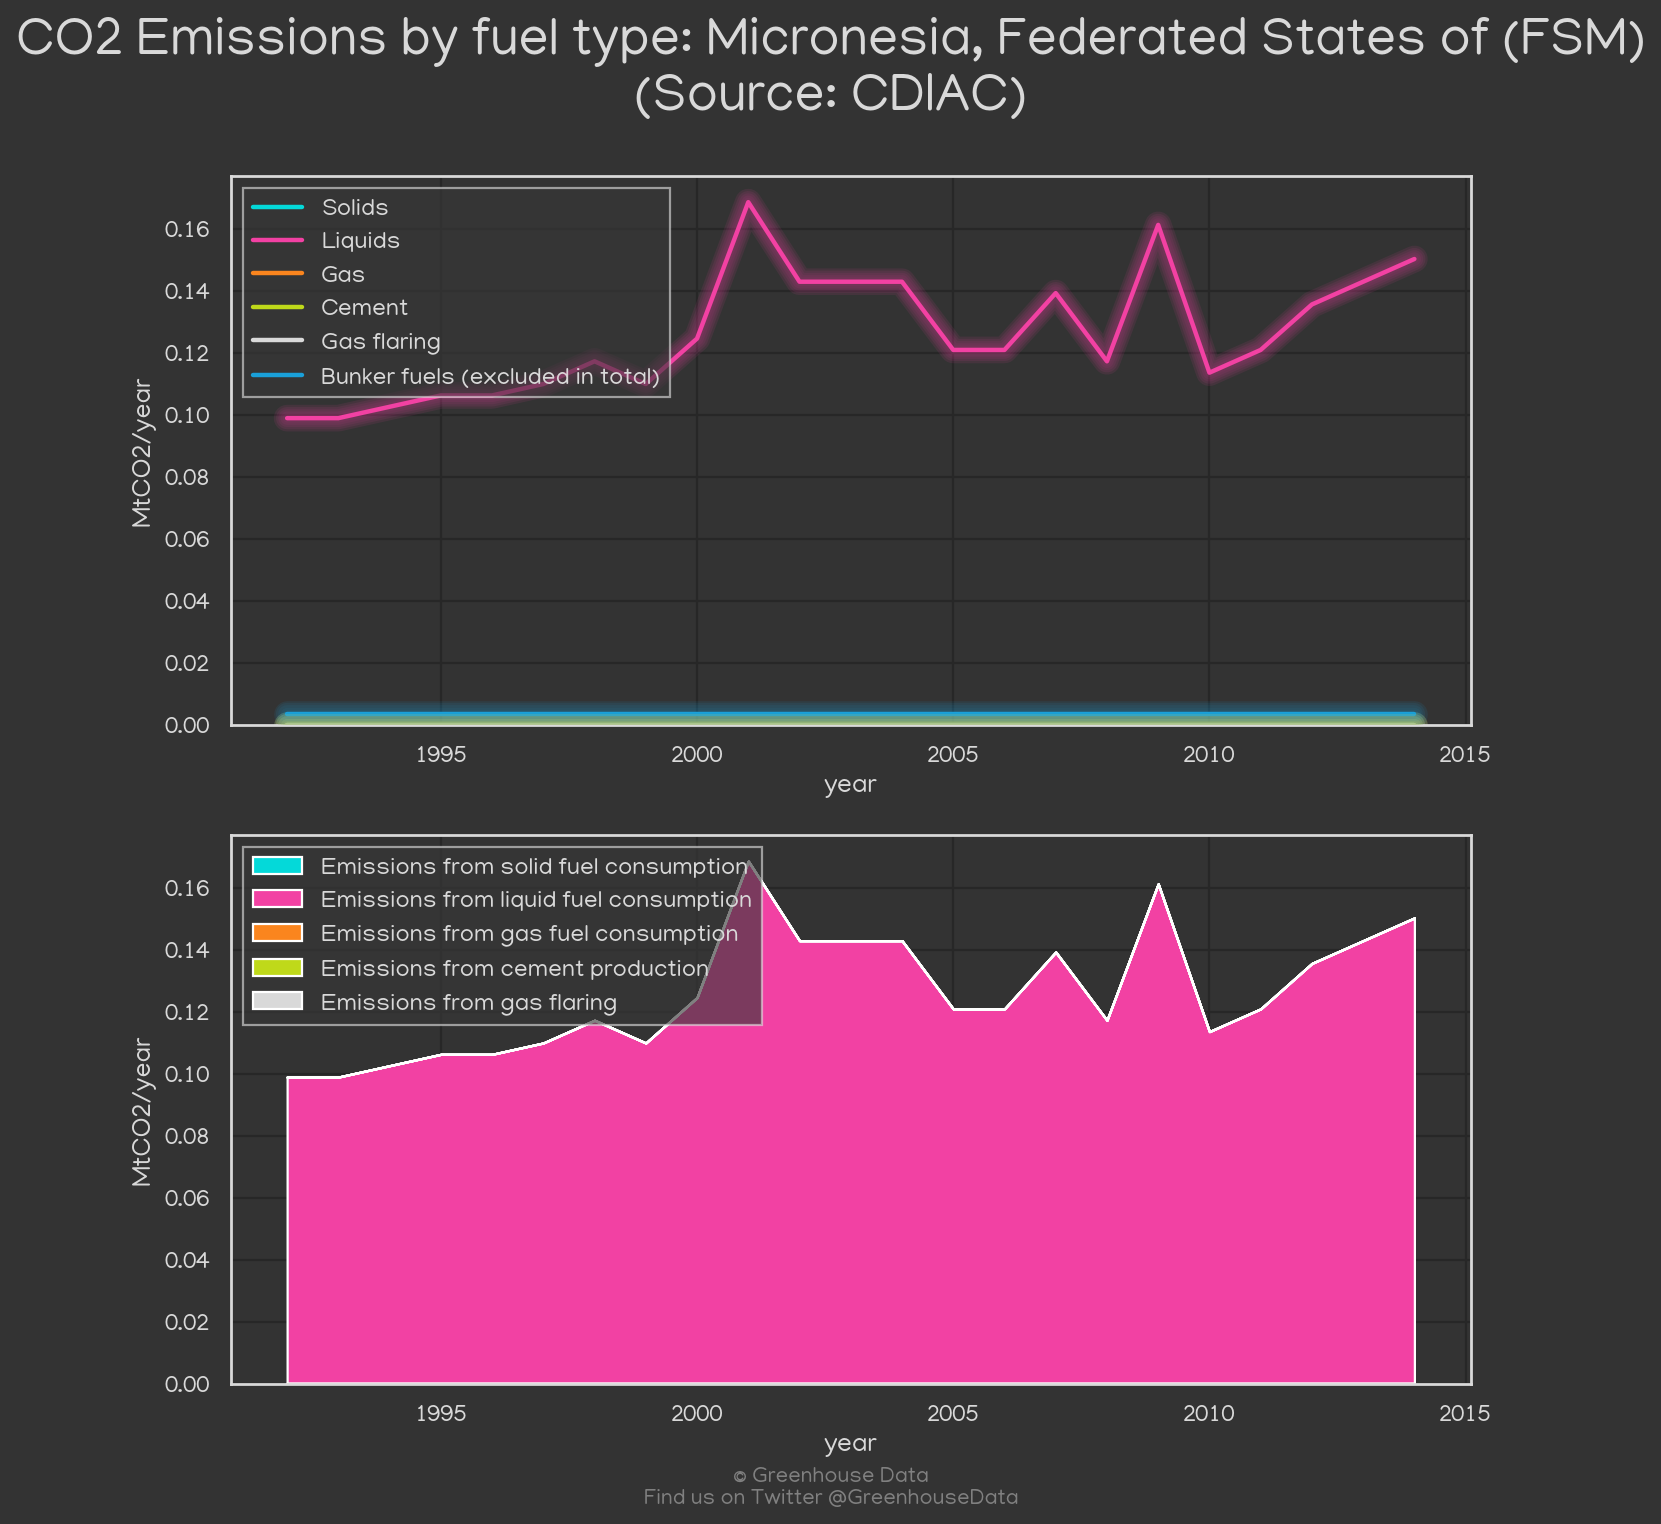 CO2 Emissions by fuel type: Micronesia, Federated States of (FSM)
(Source: CDIAC)
Solids
Liquids
Gas
Cement
Gas flaring
Bunker fuels (excluded in total)
0.16
0.14
0.12
0.10
0.08
0.06
0.04
0.02
0.00
MtCO2/year
1995 2000 2005 2010 2015
year
Emissions from solid fuel consumption
Emissions from liquid fuel consumption
Emissions from gas fuel consumption
Emissions from cement production
Emissions from gas flaring
0.16
0.14
0.12
0.10
0.08
0.06
0.04
0.02
0.00
MtCO2/year
1995 2000 2005 2010 2015
year
© Greenhouse Data
Find us on Twitter @GreenhouseData